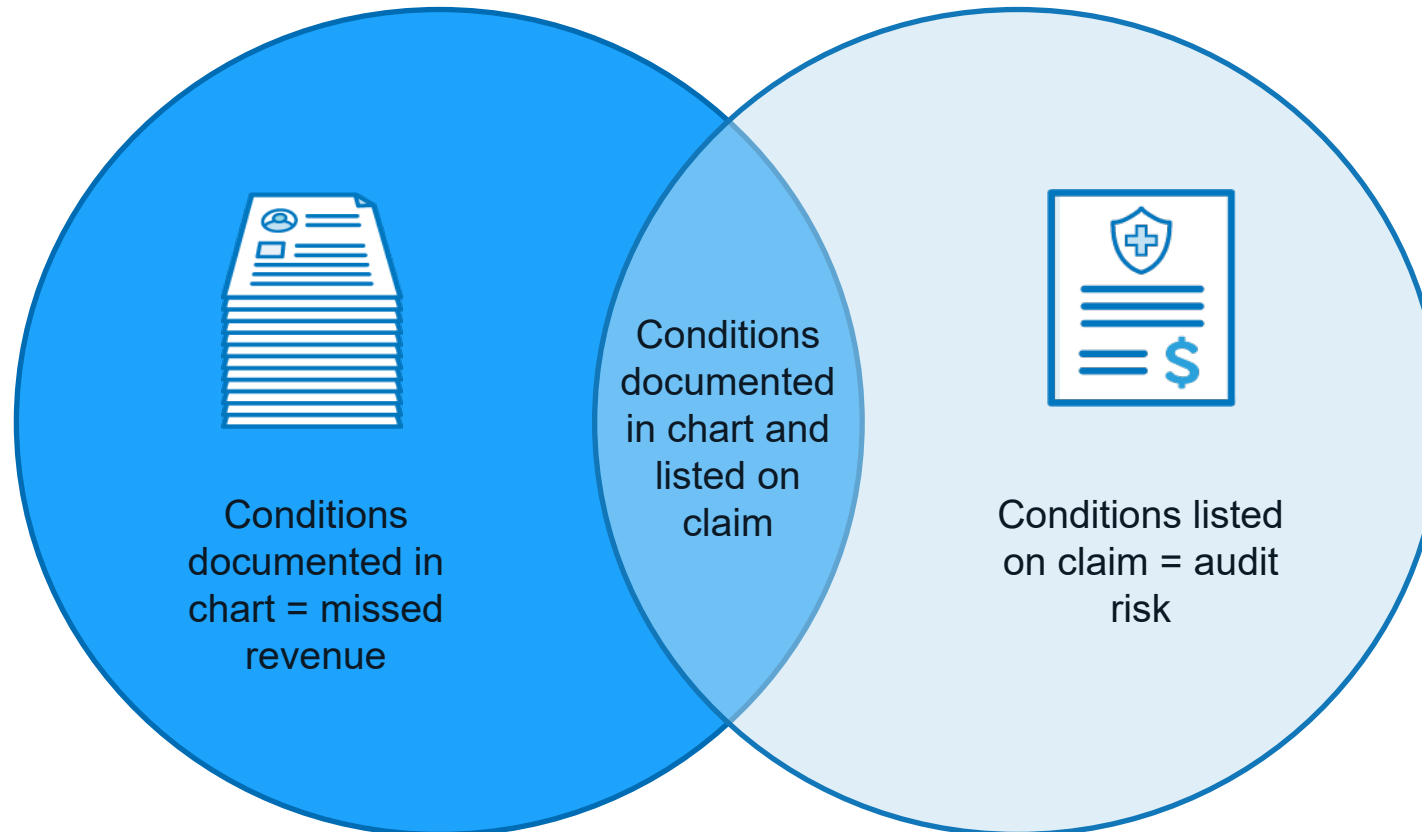 Conditions
documented in
chart = missed
revenue
Conditions
documented
in chart and
listed on
claim
Conditions listed
on claim = audit
risk
$